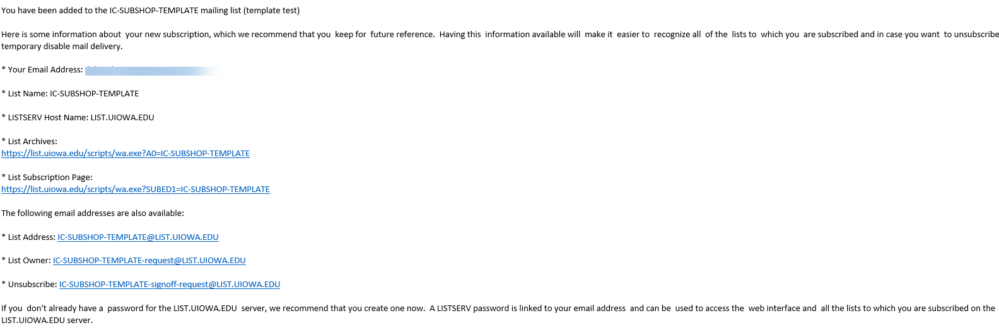 You have been added to the IC-SUBSHOP-TEMPLATE mailing list (template test)
Here is some information about  your new subscription, which we recommend that you  keep for  future reference.  Having this  information available will  make it  easier to  recognize all  of the  lists to  which you  are subscribed and in case you want  to unsubscribe
temporary disable mail delivery.
* Your Email Address:
* List Name: IC-SUBSHOP-TEMPLATE
* LISTSERV Host Name: LIST.UIOWA.EDU
* List Archives:
https://list.uiowa.edu/scripts/wa.exe?A0=IC-SUBSHOP-TEMPLATE
* List Subscription Page:
https://list.uiowa.edu/scripts/wa.exe?SUBED1=IC-SUBSHOP-TEMPLATE
The following email addresses are also available:
* List Address: IC-SUBSHOP-TEMPLATE@LIST.UIOWA.EDU
* List Owner: IC-SUBSHOP-TEMPLATE-request@LIST.UIOWA.EDU
* Unsubscribe: IC-SUBSHOP-TEMPLATE-signoff-request@LIST.UIOWA.EDU
If you  don't already have a  password for the LIST.UIOWA.EDU  server, we recommend that you create one now.  A LISTSERV password is linked to your email address  and can be  used to access the  web interface and  all the lists to which you are subscribed on the
LIST.UIOWA.EDU server.